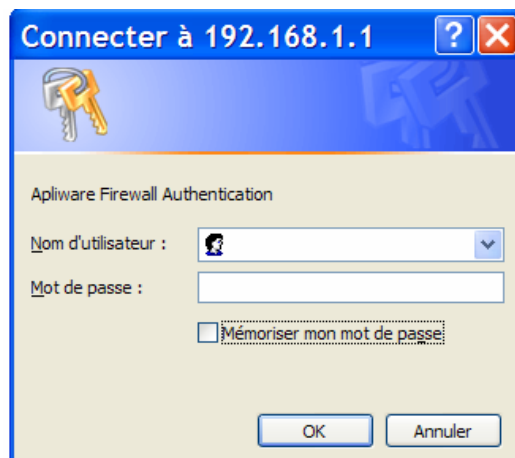 Connecter à 192.168.1.1
Apliware Firewall Authentication
Nom d'utilisateur :
Mot de passe :
Mémoriser mon mot de passe
OK Annuler